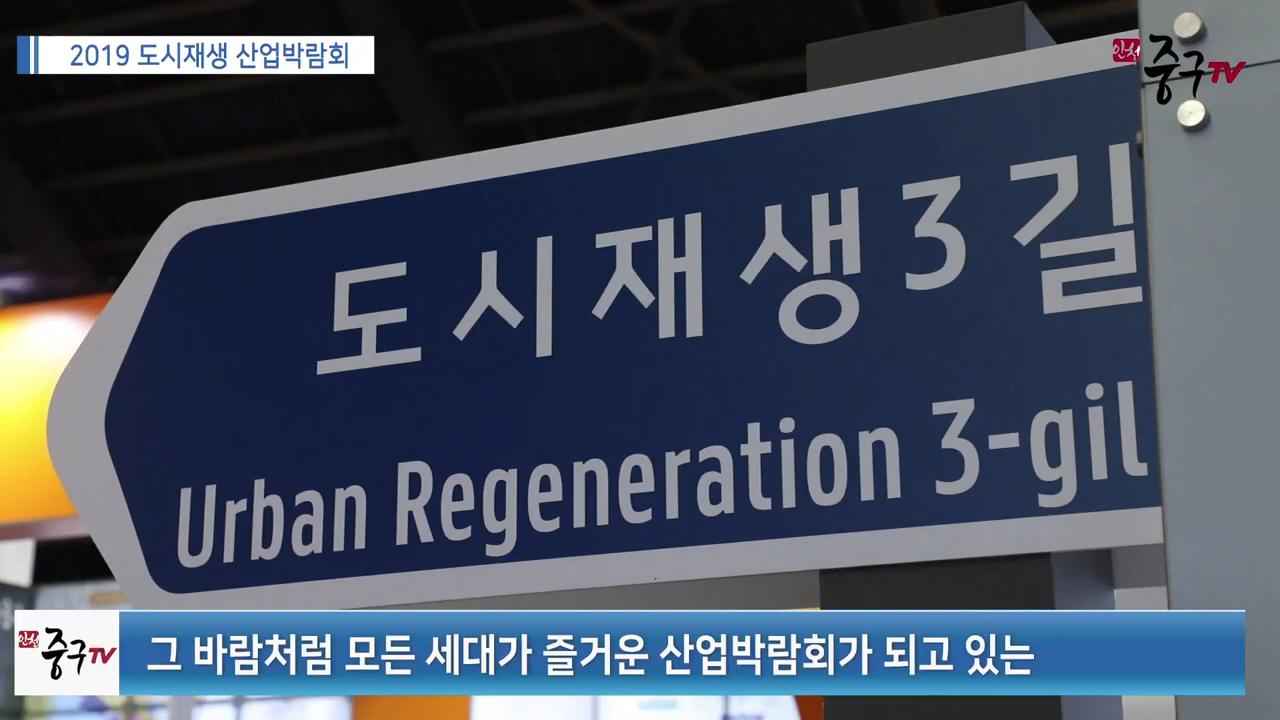 2019 도시재생 산업박람회
인천 중구TV
도시재생3길
Urban Regeneration 3-gil
인천 중구TV
그 바람처럼 모든 세대가 즐거운 산업박람회가 되고 있는